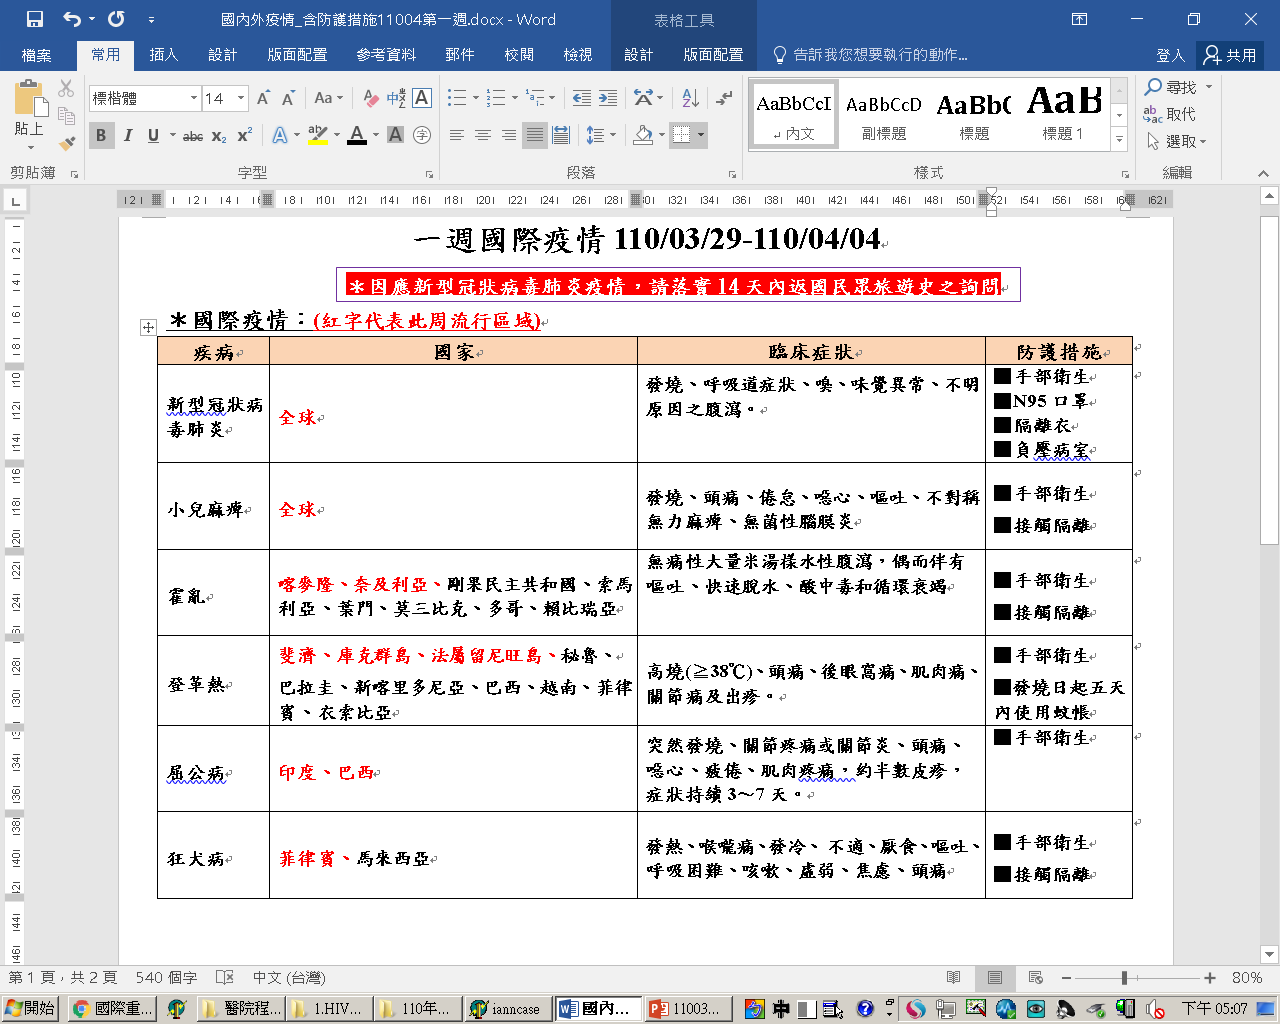 國內外疫情_含防護措施11004第一週.docx - Word
表格工具
檔案 常用 插入 設計 版面配置 參考資料 郵件 校閱 檢視 設計 版面配置 告訴我您想要執行的動作... 登入 共用
貼上
剪貼簿
標楷體 14
字型
段落
AaBbCcI AaBbCcD AaBbC AaB
內文 副標題 標題 標題 1
樣式
尋找
取代
選取
編輯
一週國際疫情 110/03/29-110/04/04
＊因應新型冠狀病毒肺炎疫情，請落實 14 天內返國民眾旅遊史之詢問
＊國際疫情：(紅字代表此周流行區域)
疾病 國家 臨床症狀 防護措施
新型冠狀病
毒肺炎
全球
發燒、呼吸道症狀、嗅、味覺異常、不明
原因之腹瀉。
■手部衛生
■N95 口罩
■隔離衣
■負壓病室
小兒麻痺
全球
發燒、頭痛、倦怠、噁心、嘔吐、不對稱
無力麻痺、無菌性腦膜炎
■手部衛生
■接觸隔離
霍亂
喀麥隆、奈及利亞、剛果民主共和國、索馬
利亞、葉門、莫三比克、多哥、賴比瑞亞
無痛性大量米湯樣水性腹瀉，偶而伴有
嘔吐、快速脫水、酸中毒和循環衰竭
■手部衛生
■接觸隔離
登革熱
斐濟、庫克群島、法屬留尼旺島、秘魯、
巴拉圭、新喀里多尼亞、巴西、越南、菲律
賓、衣索比亞
高燒(≧38℃)、頭痛、後眼窩痛、肌肉痛、
關節痛及出疹。
■手部衛生
■發燒日起五天
內使用蚊帳
屈公病
印度、巴西
突然發燒、關節疼痛或關節炎、頭痛、
噁心、疲倦、肌肉疼痛，約半數皮疹，
症狀持續 3～7 天。
■手部衛生
狂犬病
菲律賓、馬來西亞
發熱、喉嚨痛、發冷、 不適、厭食、嘔吐、
呼吸困難、咳嗽、虛弱、焦慮、頭痛
■手部衛生
■接觸隔離
第 1 頁，共 2 頁 540 個字 中文 (台灣) 80%
開始 國際重... 醫院程... 1.HIV... 110年... ianncase 國內... 11003... 中 下午 05:07